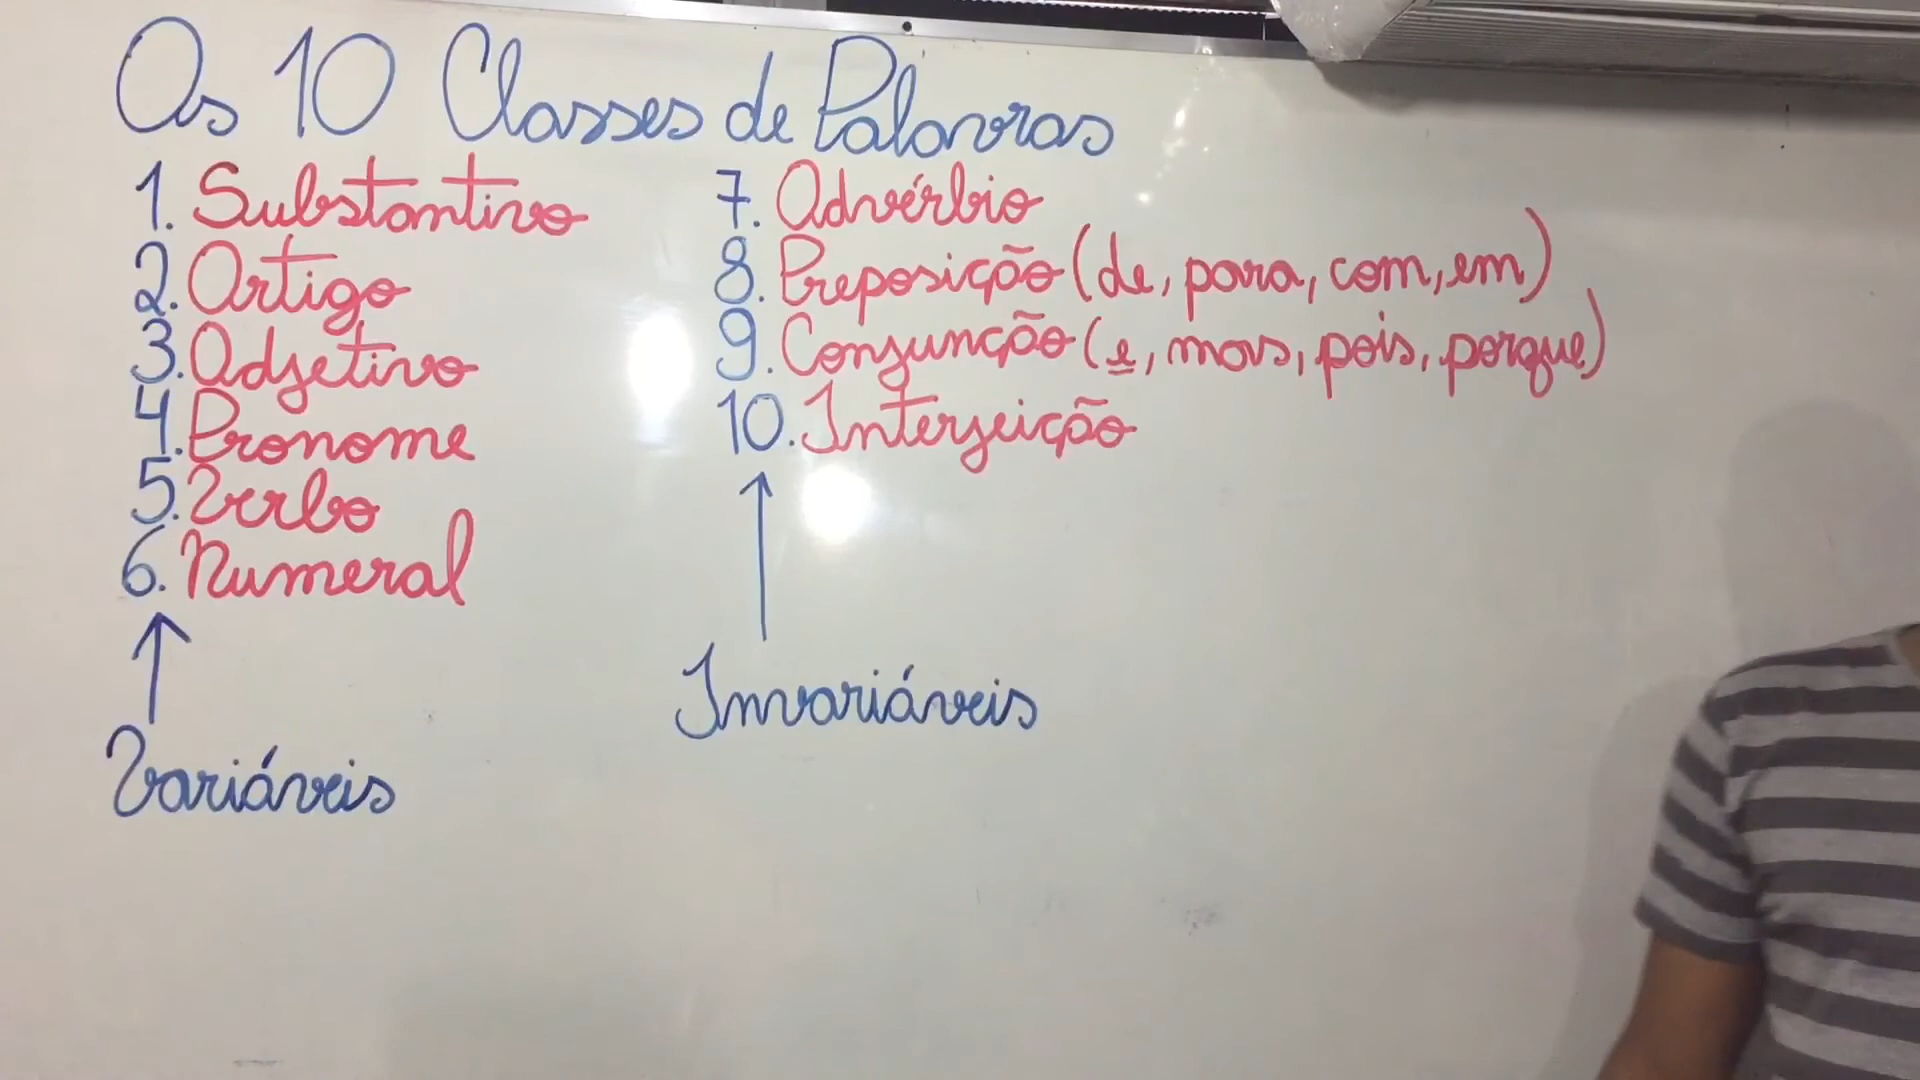 Os 10 Classes de Palavras
1. Substantivo
2. Artigo
3. Adjetivo
4. Pronome
5. Verbo
6. Numeral
Variáveis
7. Advérbio
8. Preposição (de, para, com, em)
9. Conjunção (e, mas, pois, porque)
10. Interjeição
Invariáveis